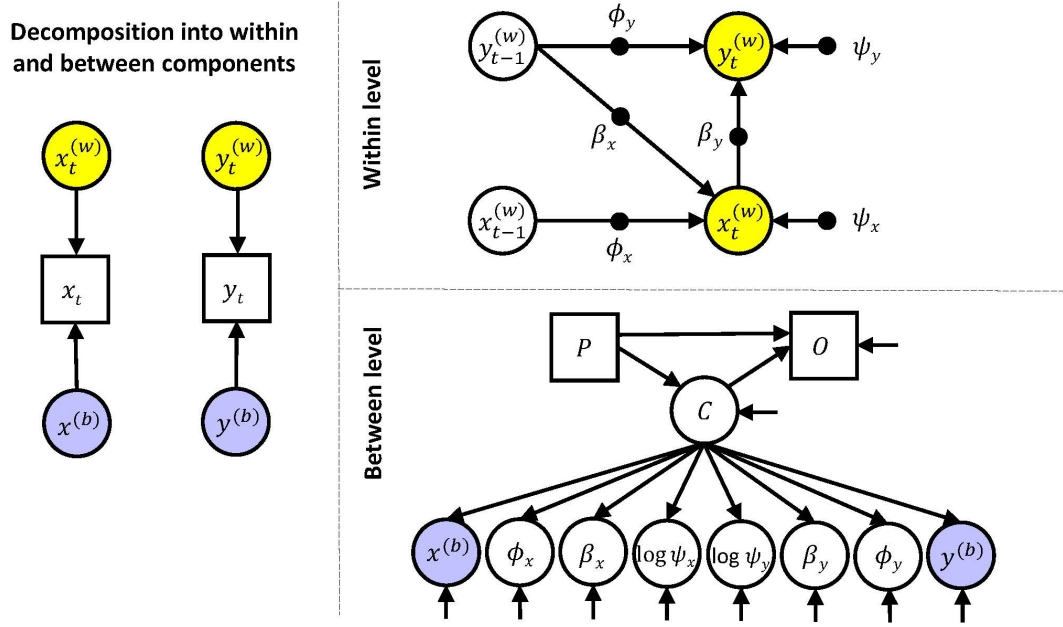 Decomposition into within
and between components
x_t^(w)
y_t^(w)
x_t
y_t
x^(b)
y^(b)
Within level
y_{t-1}^(w)
ϕ_y
y_t^(w)
ψ_y
β_x
β_y
x_{t-1}^(w)
ϕ_x
x_t^(w)
ψ_x
Between level
P
O
C
x^(b)
ϕ_x
β_x
log ψ_x
log ψ_y
β_y
ϕ_y
y^(b)